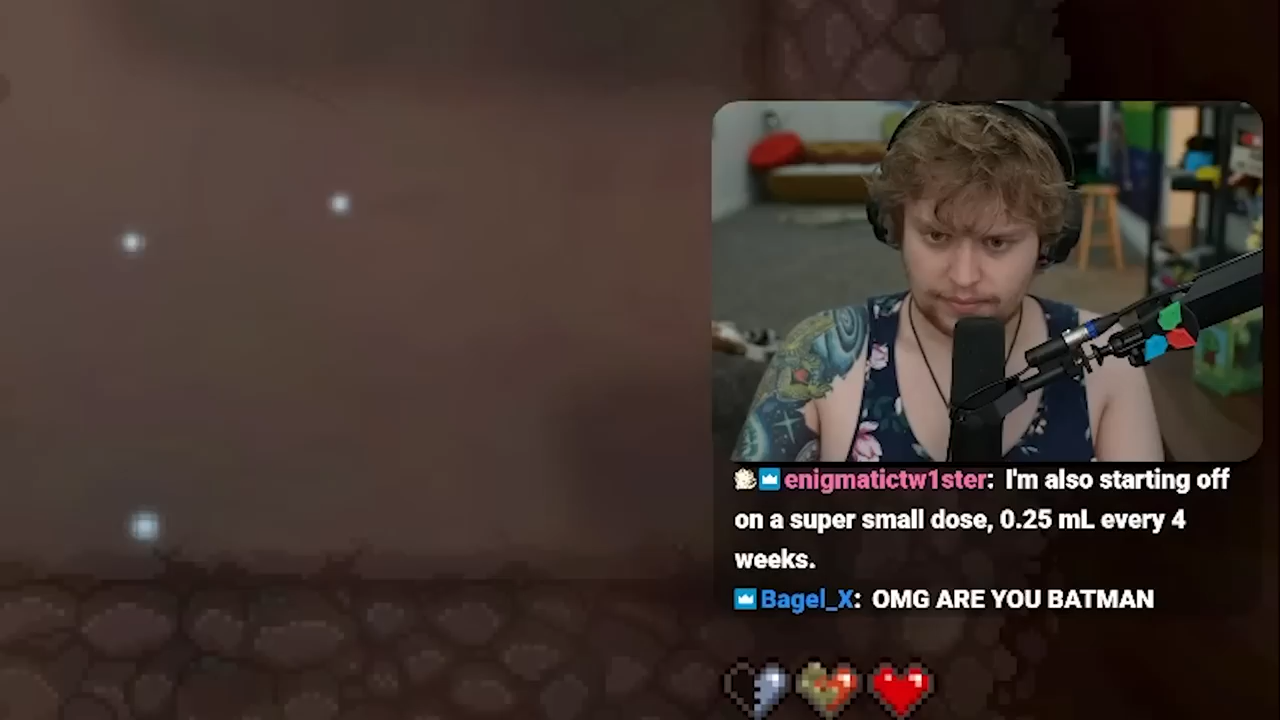 enigmatictw1ster: I'm also starting off
on a super small dose, 0.25 mL every 4
weeks.
Bagel_X: OMG ARE YOU BATMAN